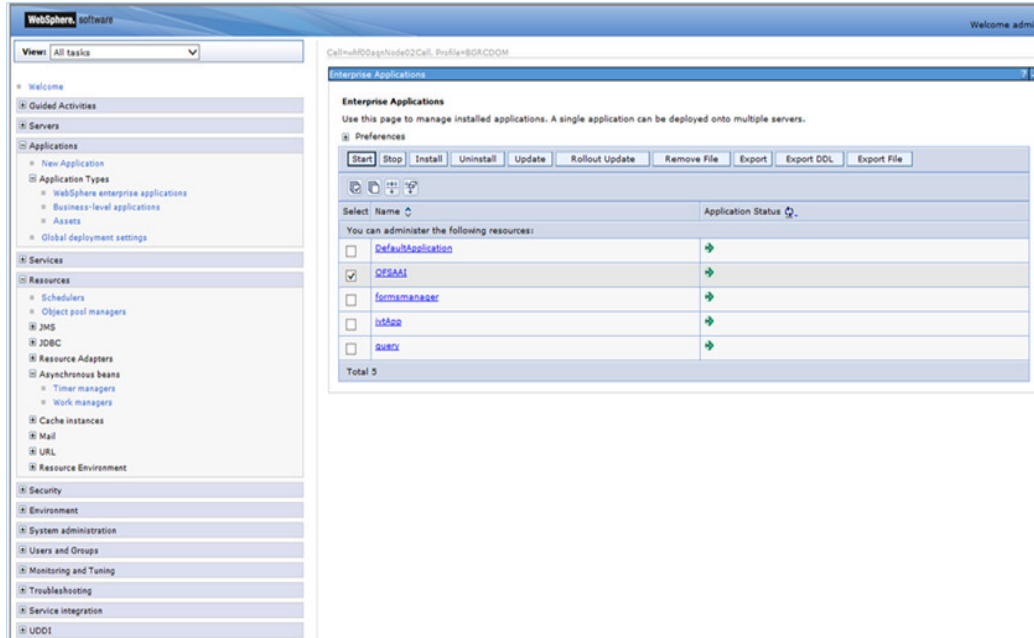 WebSphere. software
Welcome admi
View: All tasks
Cell=whf00aqnNode02Cell, Profile=BGRCDOM
Welcome
Guided Activities
Servers
Applications
New Application
Application Types
WebSphere enterprise applications
Business-level applications
Assets
Global deployment settings
Services
Resources
Schedulers
Object pool managers
JMS
JDBC
Resource Adapters
Asynchronous beans
Timer managers
Work managers
Cache instances
Mail
URL
Resource Environment
Security
Environment
System administration
Users and Groups
Monitoring and Tuning
Troubleshooting
Service integration
UDDI
Enterprise Applications ?
Enterprise Applications
Use this page to manage installed applications. A single application can be deployed onto multiple servers.
Preferences
Start Stop Install Uninstall Update Rollout Update Remove File Export Export DDL Export File
Select Name Application Status
You can administer the following resources:
DefaultApplication
OFSAAI
formsmanager
ivtApp
query
Total 5